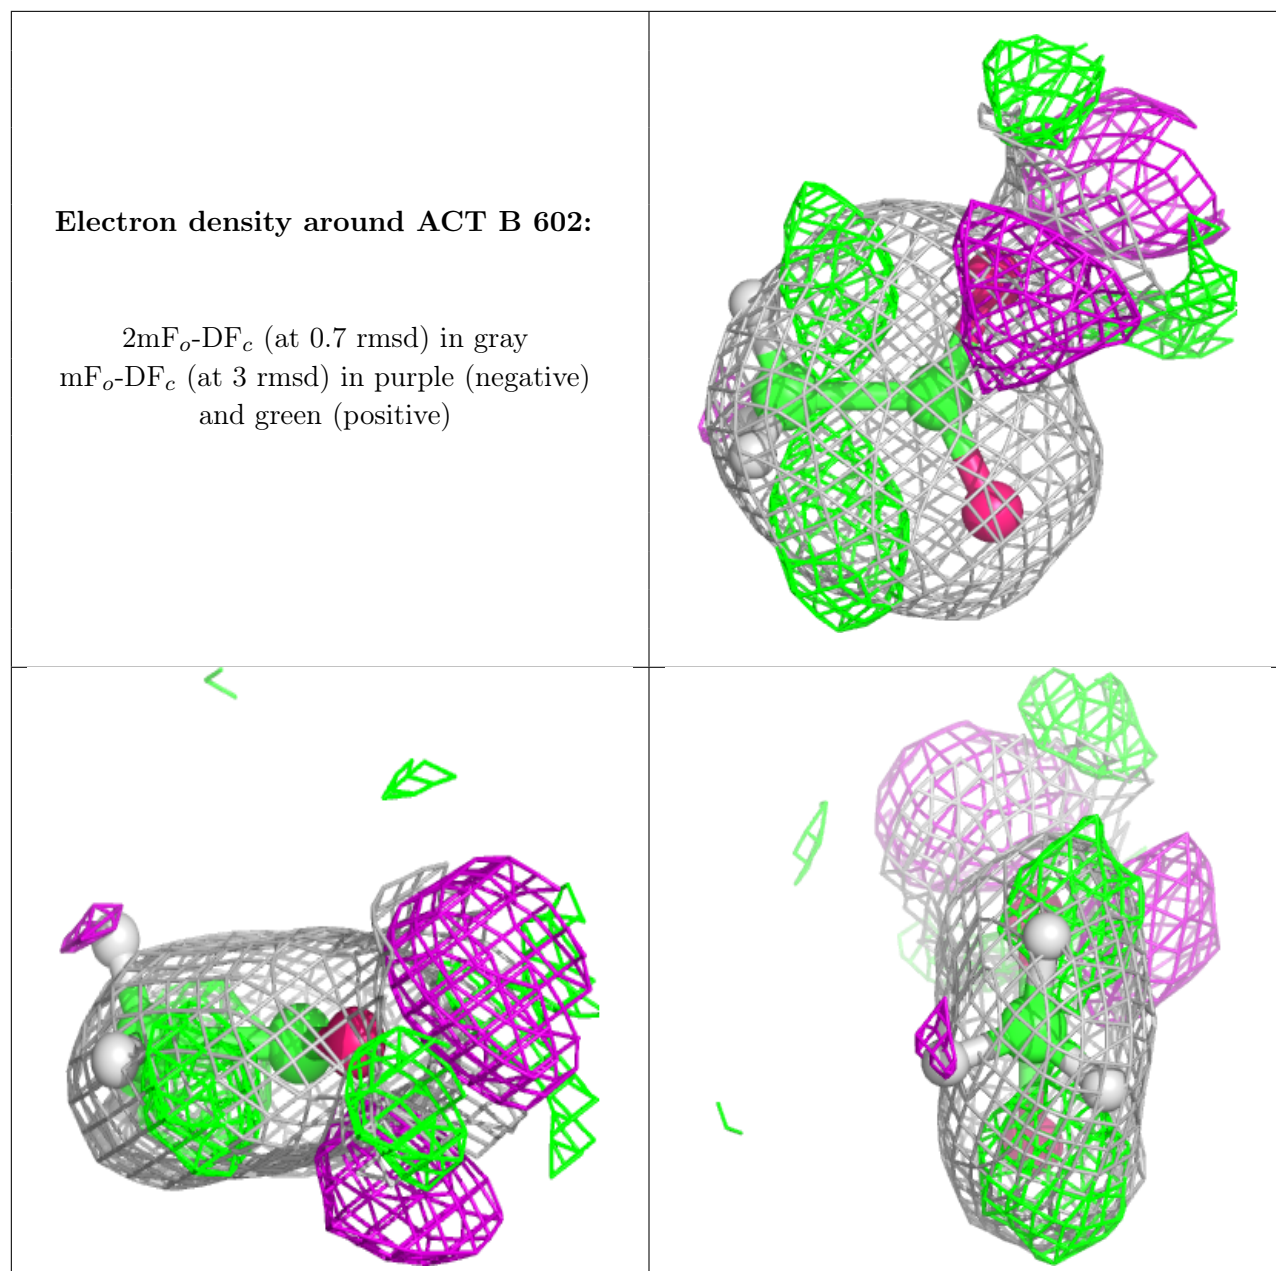 Electron density around ACT B 602:
2mFo-DFc (at 0.7 rmsd) in gray
mFo-DFc (at 3 rmsd) in purple (negative)
and green (positive)